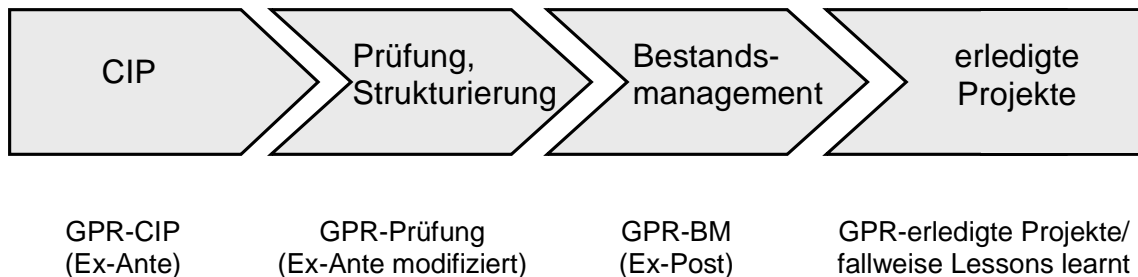 CIP
Prüfung,
Strukturierung
Bestands-
management
erledigte
Projekte
GPR-CIP
(Ex-Ante)
GPR-Prüfung
(Ex-Ante modifiziert)
GPR-BM
(Ex-Post)
GPR-erledigte Projekte/
fallweise Lessons learnt